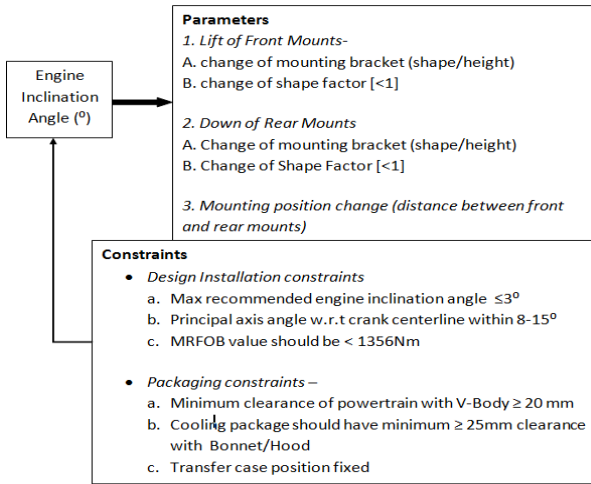 Engine
Inclination
Angle (⁰)
Parameters
1. Lift of Front Mounts-
A. change of mounting bracket (shape/height)
B. change of shape factor [<1]
2. Down of Rear Mounts
A. Change of mounting bracket (shape/height)
B. Change of Shape Factor [<1]
3. Mounting position change (distance between front
and rear mounts)
Constraints
• Design Installation constraints
a. Max recommended engine inclination angle ≤3⁰
b. Principal axis angle w.r.t crank centerline within 8-15⁰
c. MRFOB value should be < 1356Nm
• Packaging constraints –
a. Minimum clearance of powertrain with V-Body ≥ 20 mm
b. Cooling package should have minimum ≥ 25mm clearance
with Bonnet/Hood
c. Transfer case position fixed